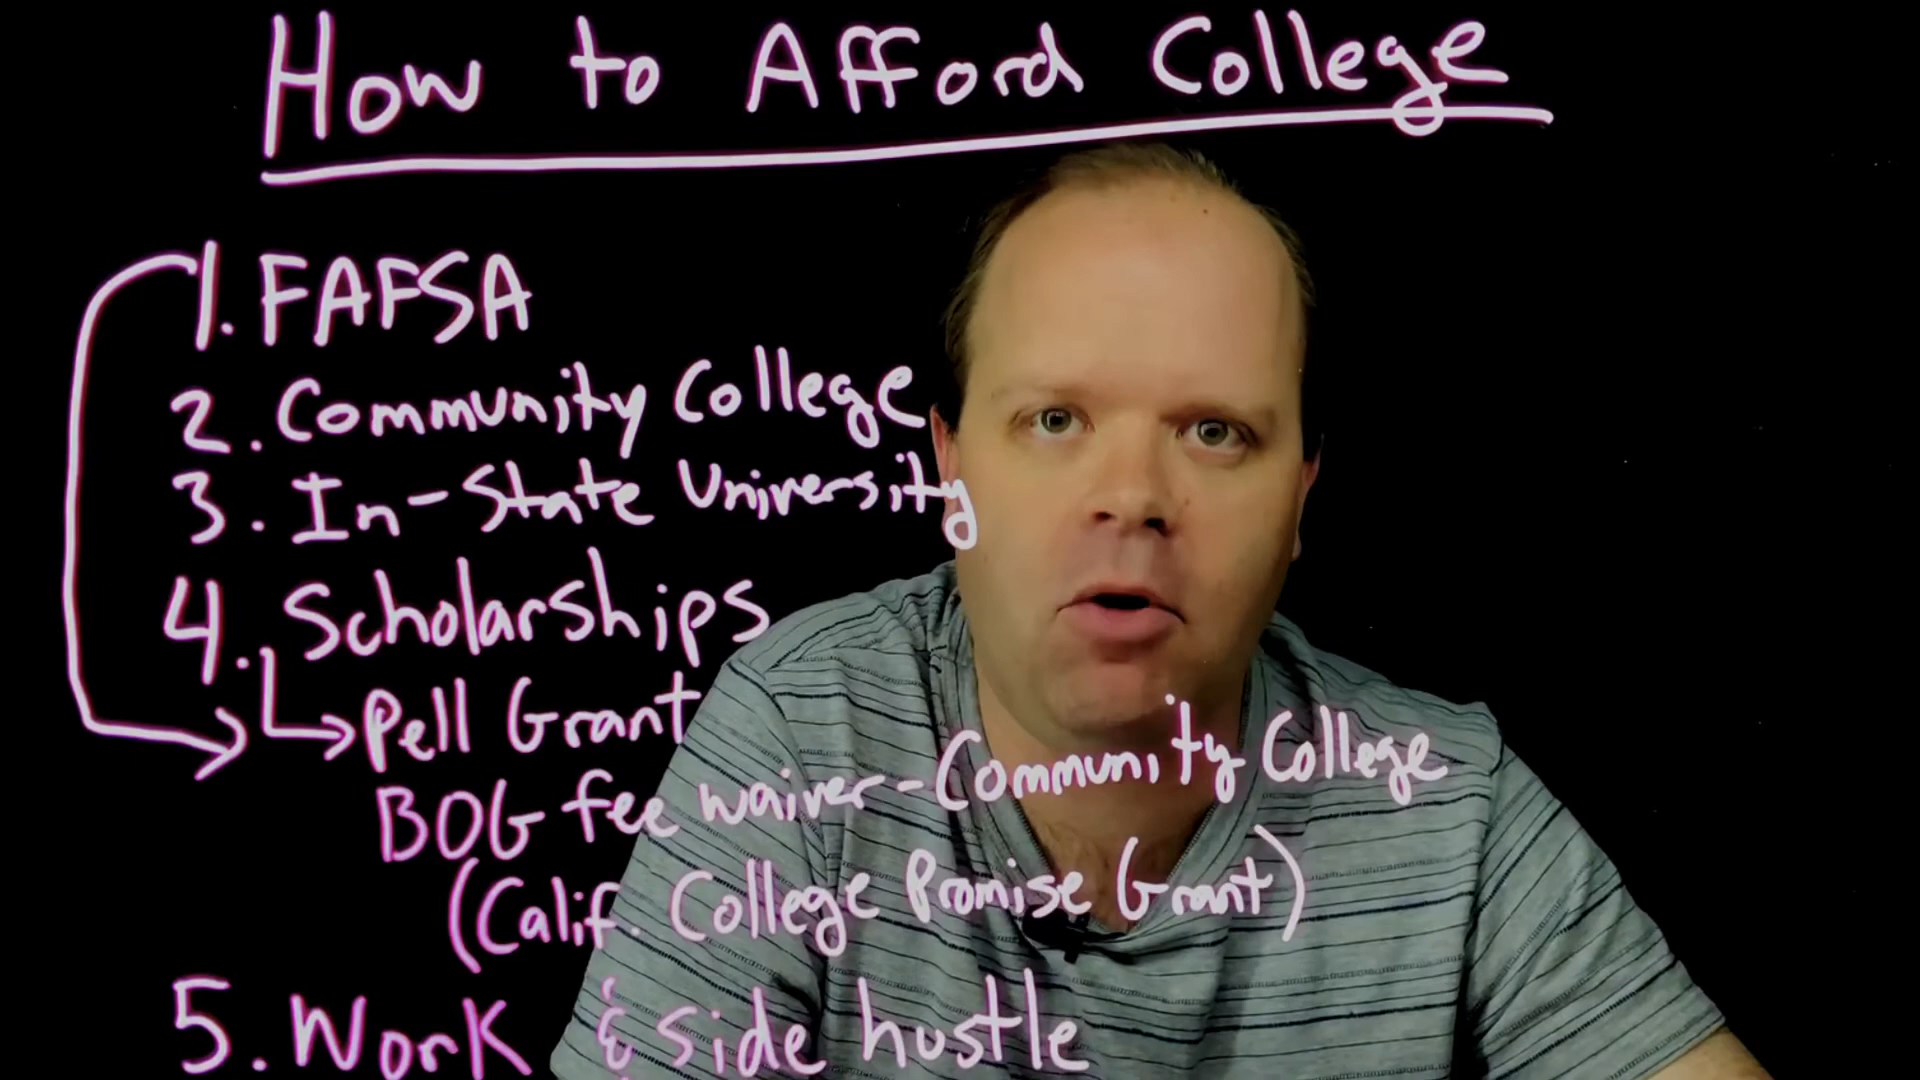 How to Afford College
1. FAFSA
2. Community College
3. In-State University
4. Scholarships
Pell Grant
BOG fee waiver - Community College
(Calif. College Promise Grant)
5. Work & side hustle